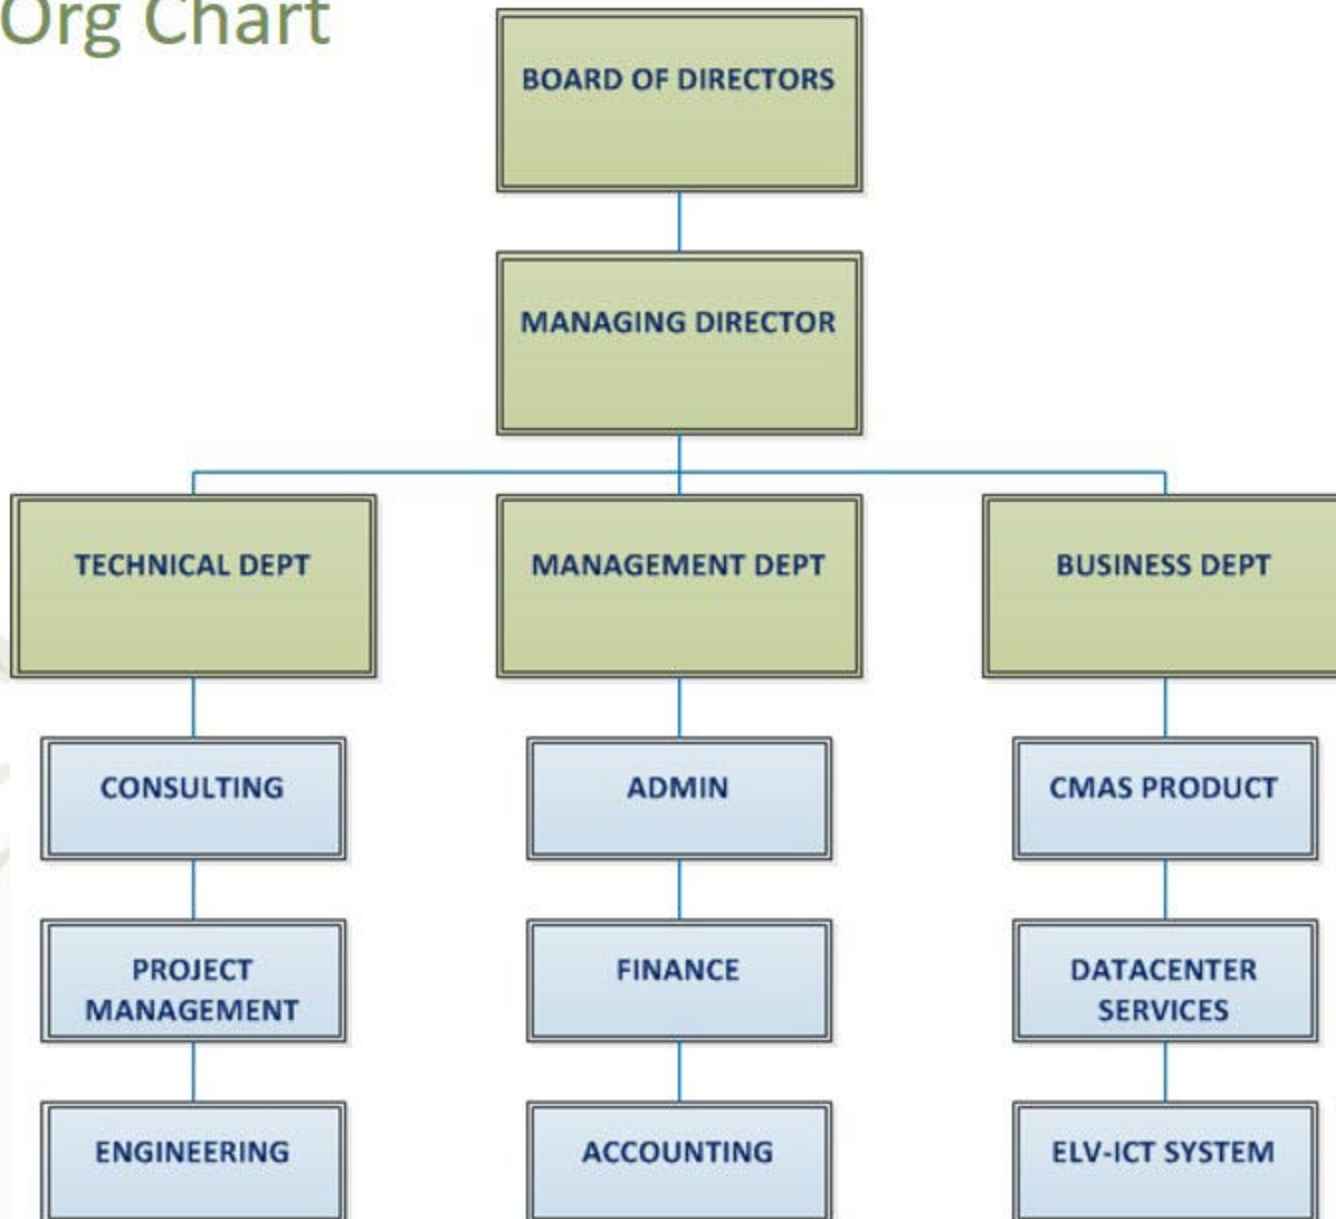 Org Chart
BOARD OF DIRECTORS
MANAGING DIRECTOR
TECHNICAL DEPT
MANAGEMENT DEPT
BUSINESS DEPT
CONSULTING
ADMIN
CMAS PRODUCT
PROJECT
MANAGEMENT
FINANCE
DATACENTER
SERVICES
ENGINEERING
ACCOUNTING
ELV-ICT SYSTEM